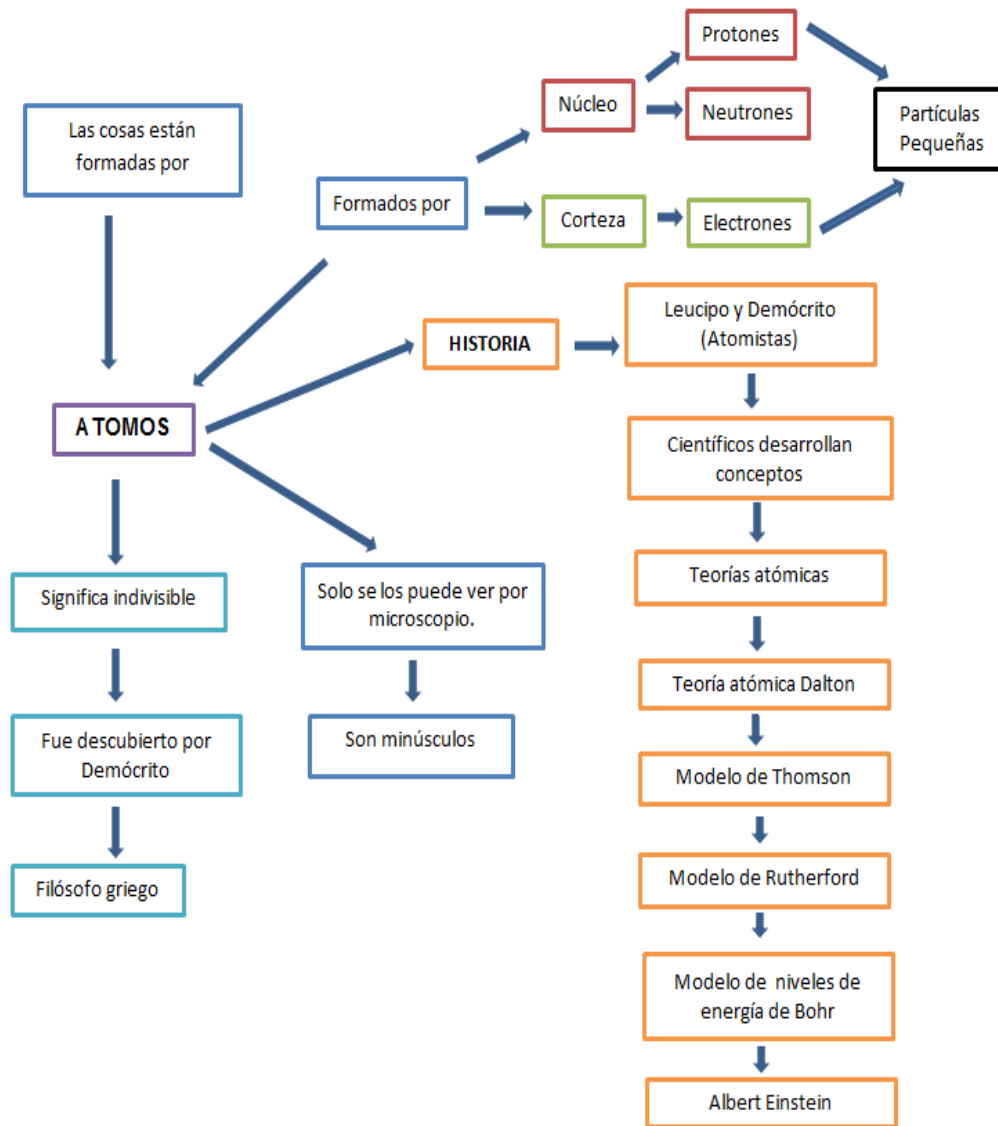 Protones
Núcleo
Neutrones
Partículas
Pequeñas
Las cosas están
formadas por
Formados por
Corteza
Electrones
HISTORIA
Leucipo y Demócrito
(Atomistas)
ATOMOS
Científicos desarrollan
conceptos
Significa indivisible
Solo se los puede ver por
microscopio.
Teorías atómicas
Teoría atómica Dalton
Fue descubierto por
Demócrito
Son minúsculos
Modelo de Thomson
Filósofo griego
Modelo de Rutherford
Modelo de niveles de
energía de Bohr
Albert Einstein